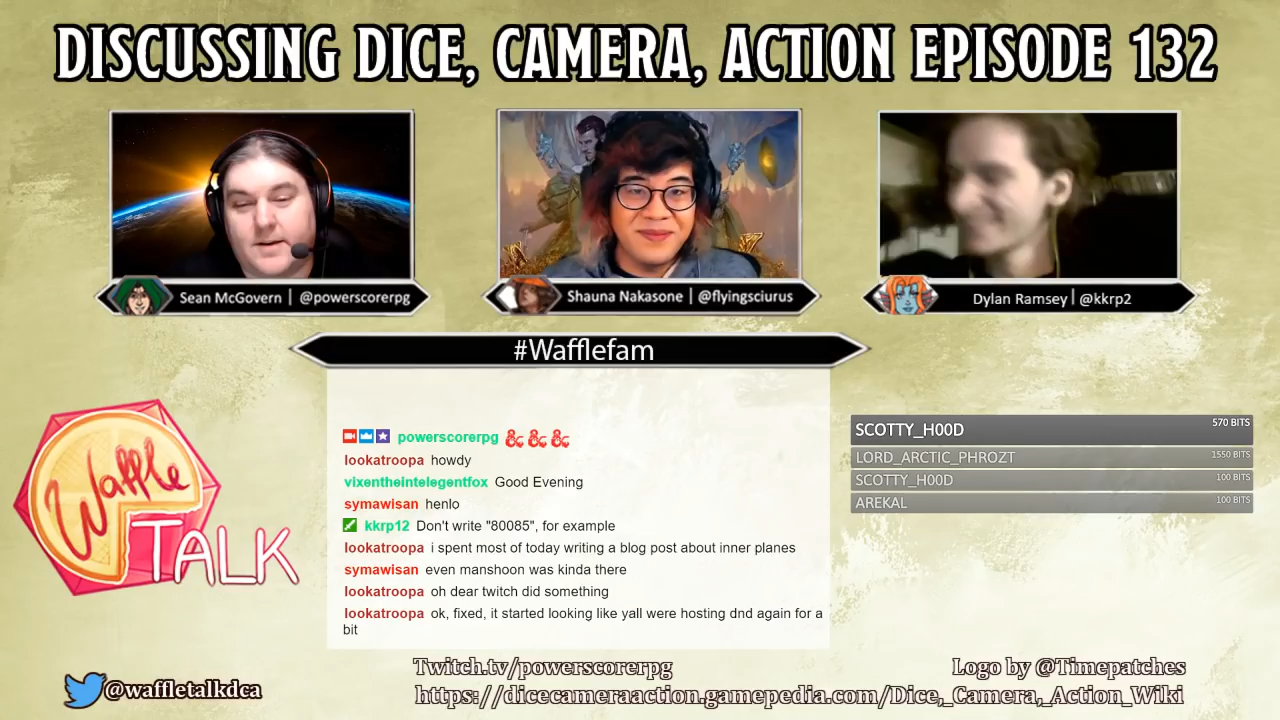 DISCUSSING DICE, CAMERA, ACTION EPISODE 132
Sean McGovern | @powerscorerpg
Shauna Nakasone | @flyingsciurus
Dylan Ramsey | @kkrp2
#Wafflefam
powerscorerpg
lookatroopa howdy
vixentheintelegentfox Good Evening
symawisan henlo
kkrp12 Don't write "80085", for example
lookatroopa i spent most of today writing a blog post about inner planes
symawisan even manshoon was kinda there
lookatroopa oh dear twitch did something
lookatroopa ok, fixed, it started looking like yall were hosting dnd again for a
bit
Waffle
TALK
SCOTTY_H00D 570 BITS
LORD_ARCTIC_PHROZT 1550 BITS
SCOTTY_H00D 100 BITS
AREKAL 100 BITS
@waffletalkdca
Twitch.tv/powerscorerpg
Logo by @Timepatches
https://dicecameraaction.gamepedia.com/Dice,_Camera,_Action_Wiki